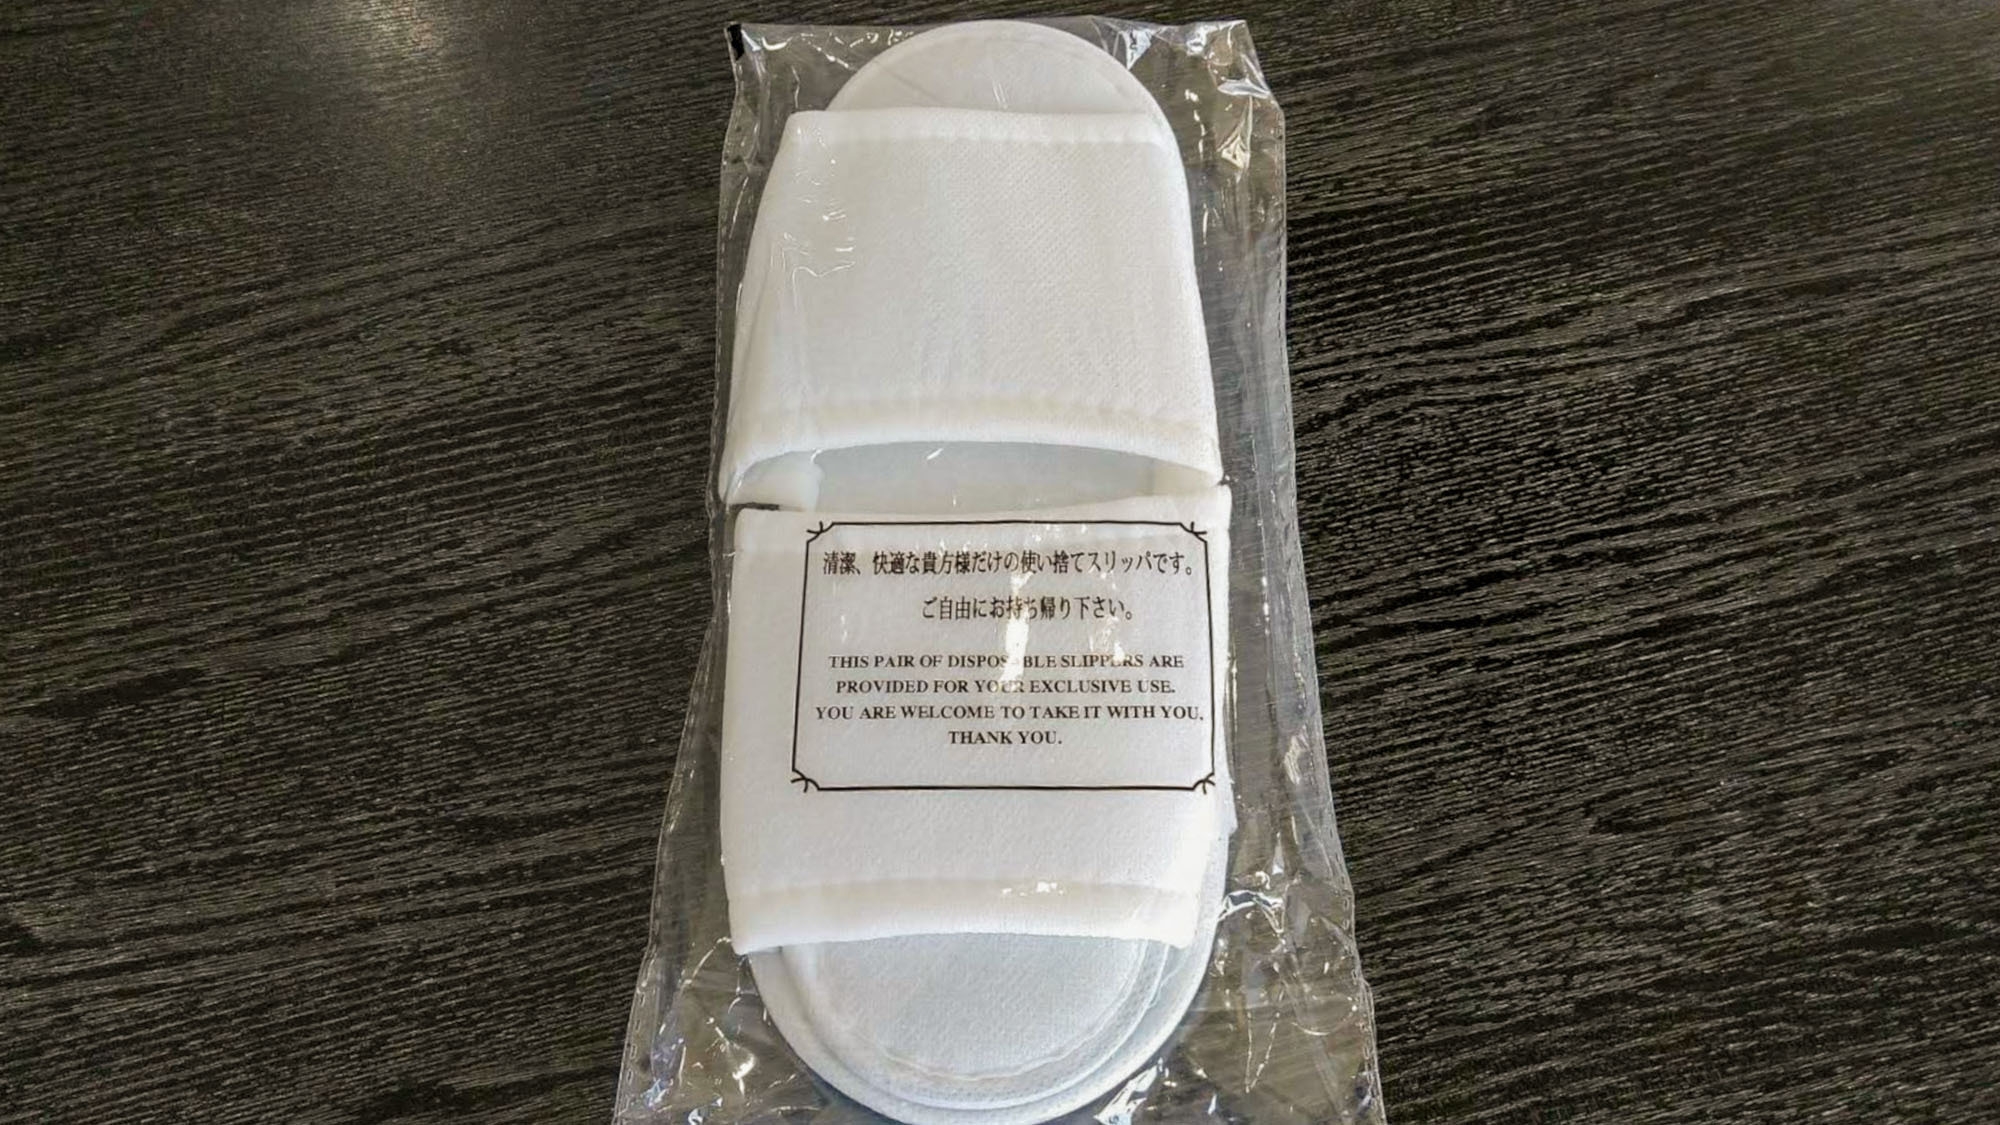 清潔、快適な貴方様だけの使い捨てスリッパです。
ご自由にお持ち帰り下さい。
THIS PAIR OF DISPOSABLE SLIPPERS ARE
PROVIDED FOR YOUR EXCLUSIVE USE.
YOU ARE WELCOME TO TAKE IT WITH YOU.
THANK YOU.